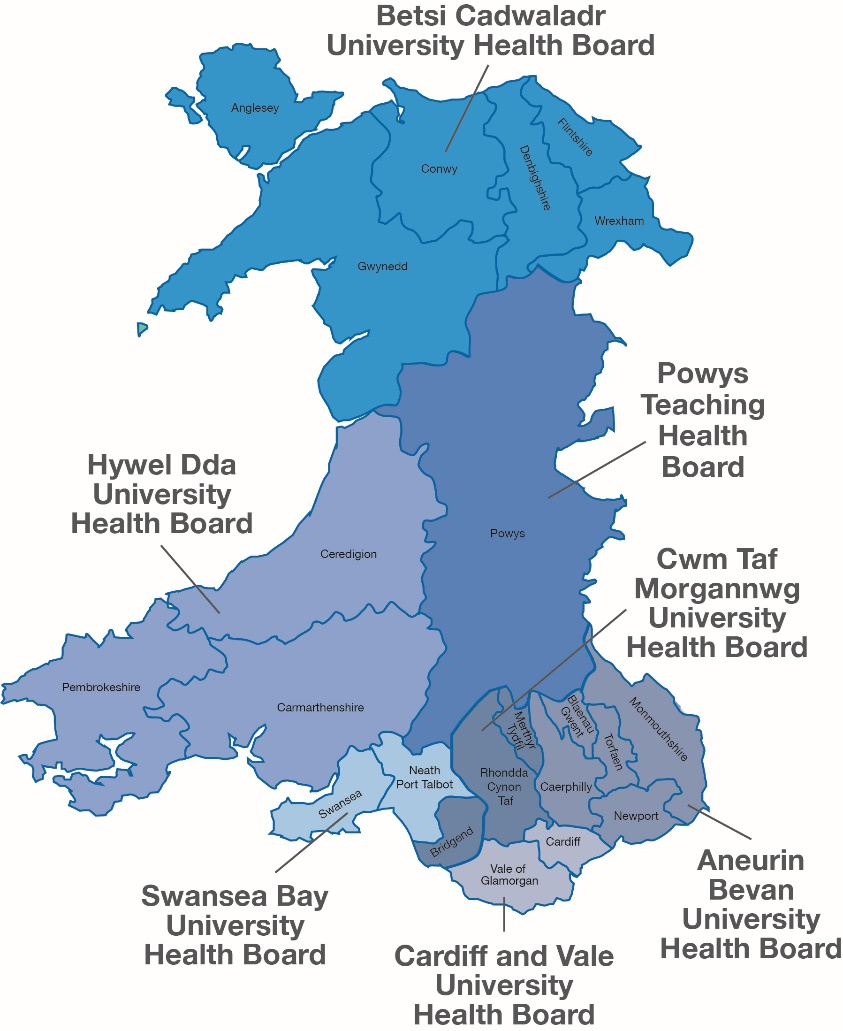 Betsi Cadwaladr
University Health Board
Anglesey
Flintshire
Conwy
Denbighshire
Wrexham
Gwynedd
Powys
Teaching
Health
Board
Hywel Dda
University
Health Board
Powys
Ceredigion
Cwm Taf
Morgannwg
University
Health Board
Pembrokeshire
Carmarthenshire
Merthyr
Tydfil
Blaenau
Gwent
Torfaen
Monmouthshire
Neath
Port Talbot
Rhondda
Cynon
Taf
Caerphilly
Swansea
Newport
Bridgend
Cardiff
Vale of
Glamorgan
Swansea Bay
University
Health Board
Cardiff and Vale
University
Health Board
Aneurin
Bevan
University
Health Board